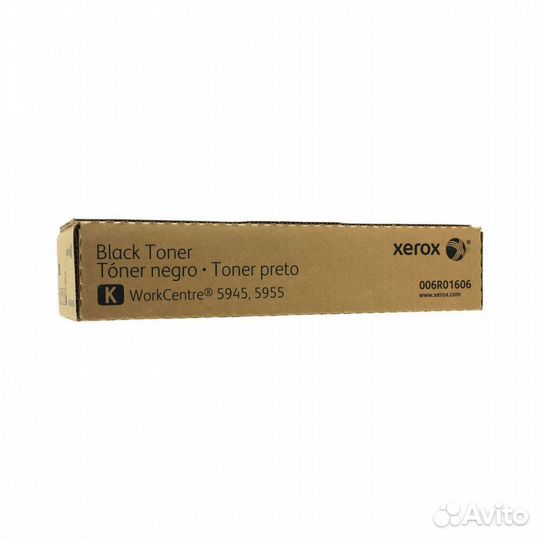 Black Toner
Tóner negro · Toner preto
K WorkCentre® 5945, 5955
xerox
006R01606
www.xerox.com
Avito